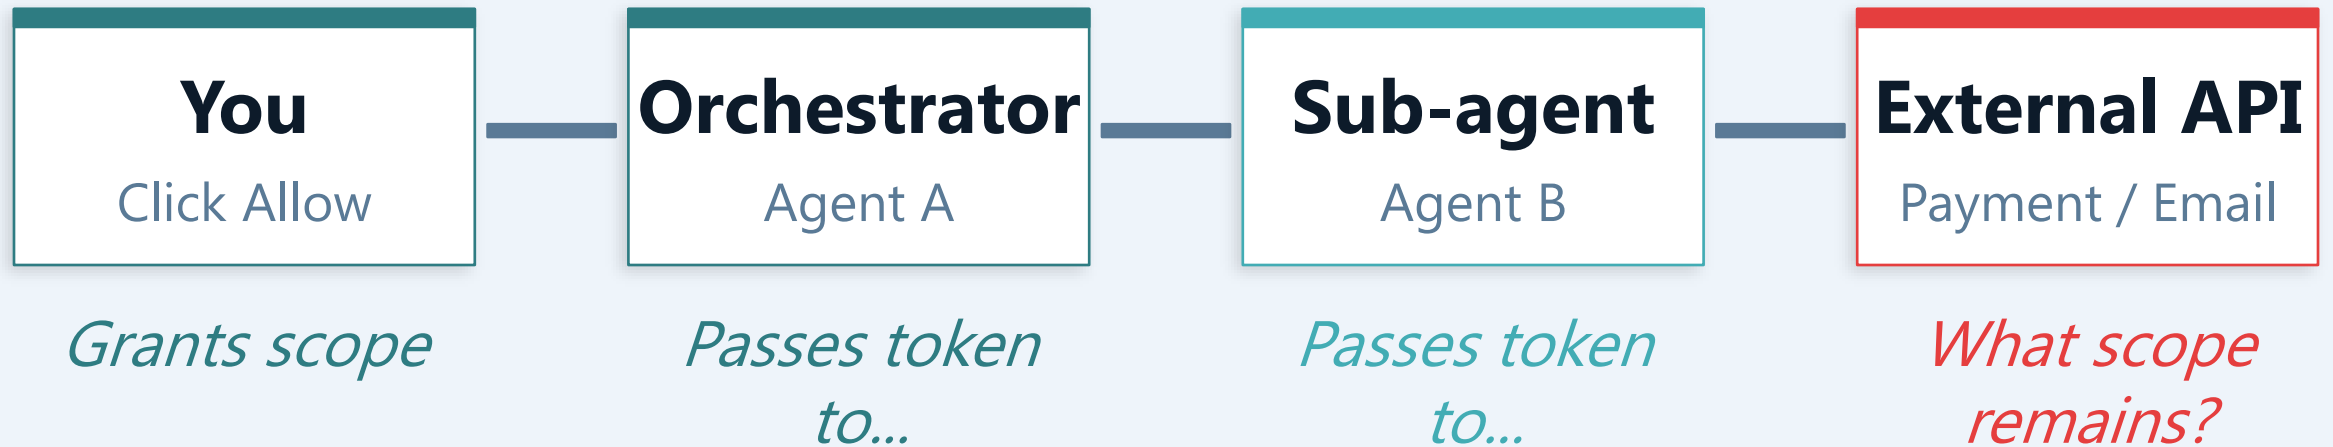 You
Click Allow
Grants scope
Orchestrator
Agent A
Passes token
to...
Sub-agent
Agent B
Passes token
to...
External API
Payment / Email
What scope
remains?